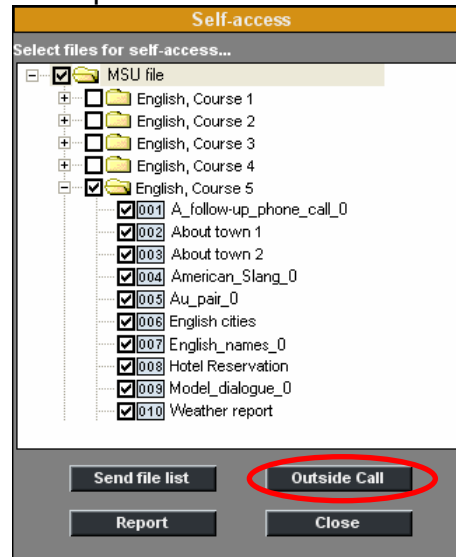 Self-access
Select files for self-access...
MSU file
English, Course 1
English, Course 2
English, Course 3
English, Course 4
English, Course 5
001 A_follow-up_phone_call_0
002 About town 1
003 About town 2
004 American_Slang_0
005 Au_pair_0
006 English cities
007 English_names_0
008 Hotel Reservation
009 Model_dialogue_0
010 Weather report
Send file list Outside Call
Report Close